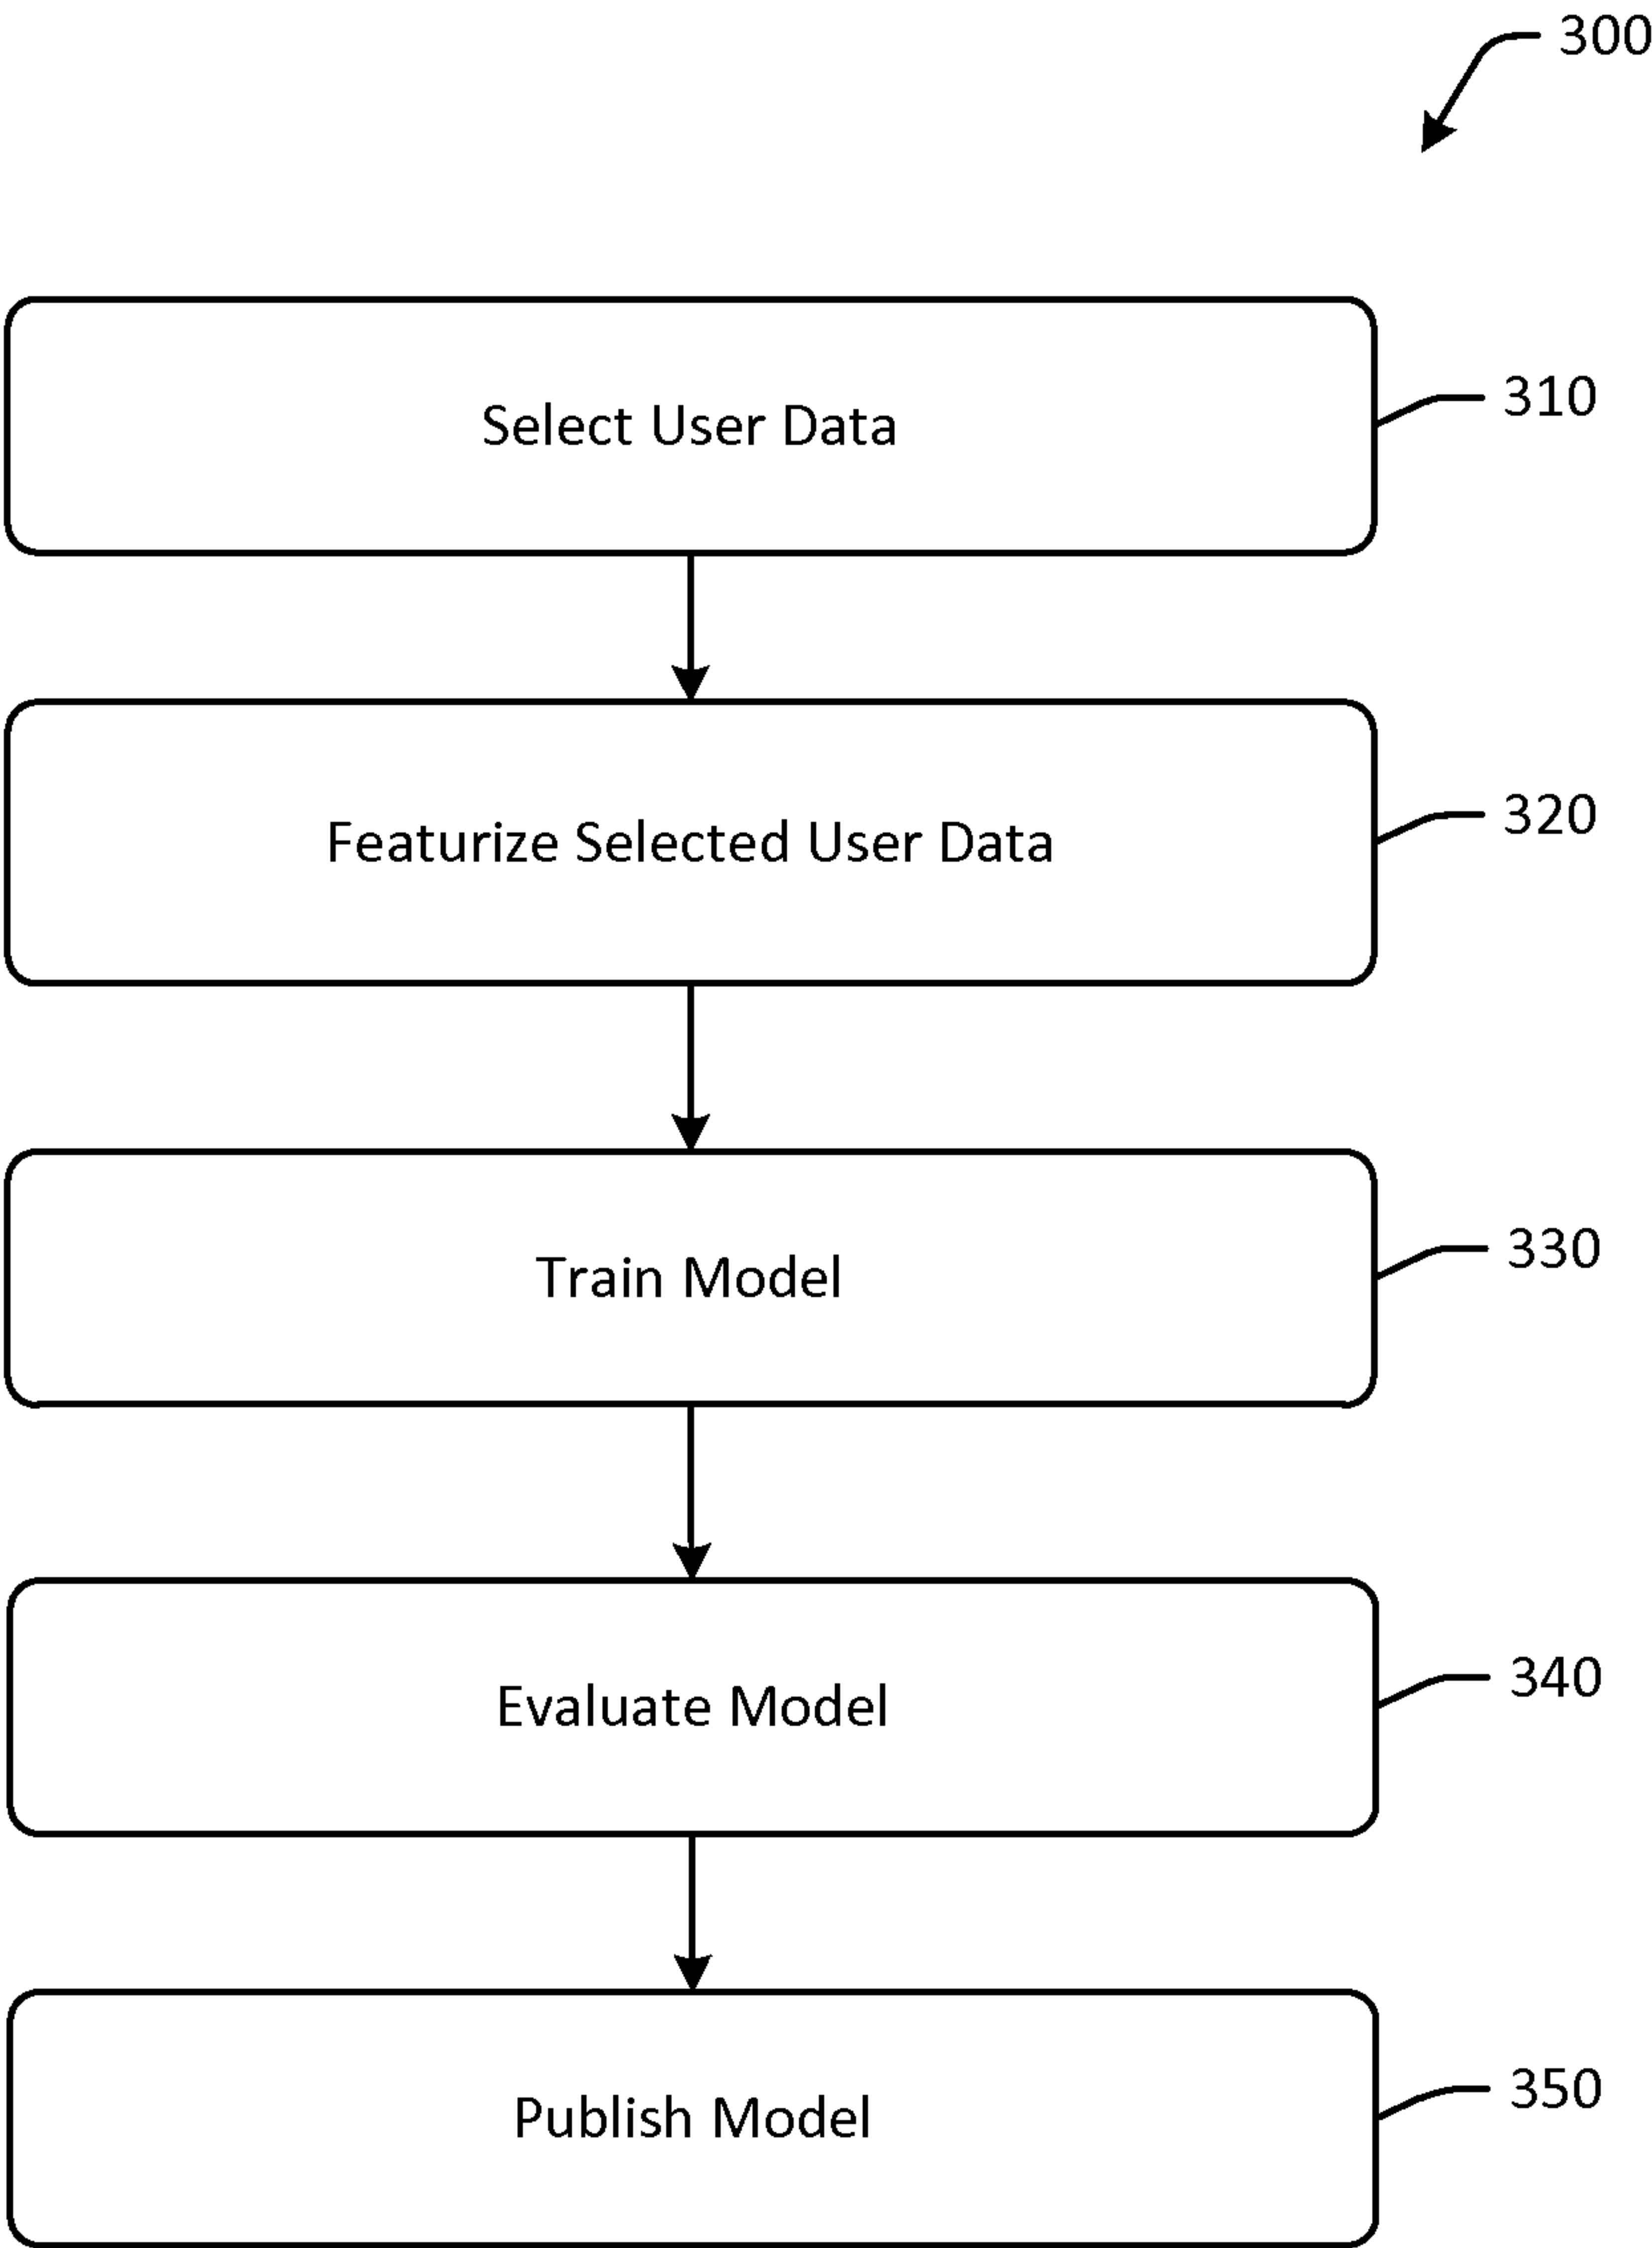 300
Select User Data
310
Featurize Selected User Data
320
Train Model
330
Evaluate Model
340
Publish Model
350